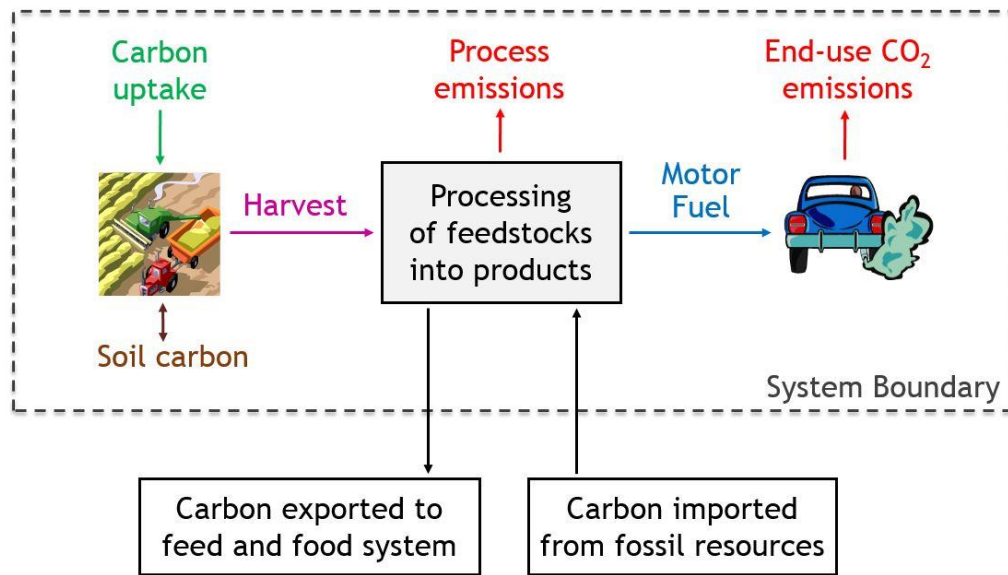 Carbon
uptake
Process
emissions
End-use CO₂
emissions
Harvest
Processing
of feedstocks
into products
Motor
Fuel
Soil carbon
System Boundary
Carbon exported to
feed and food system
Carbon imported
from fossil resources